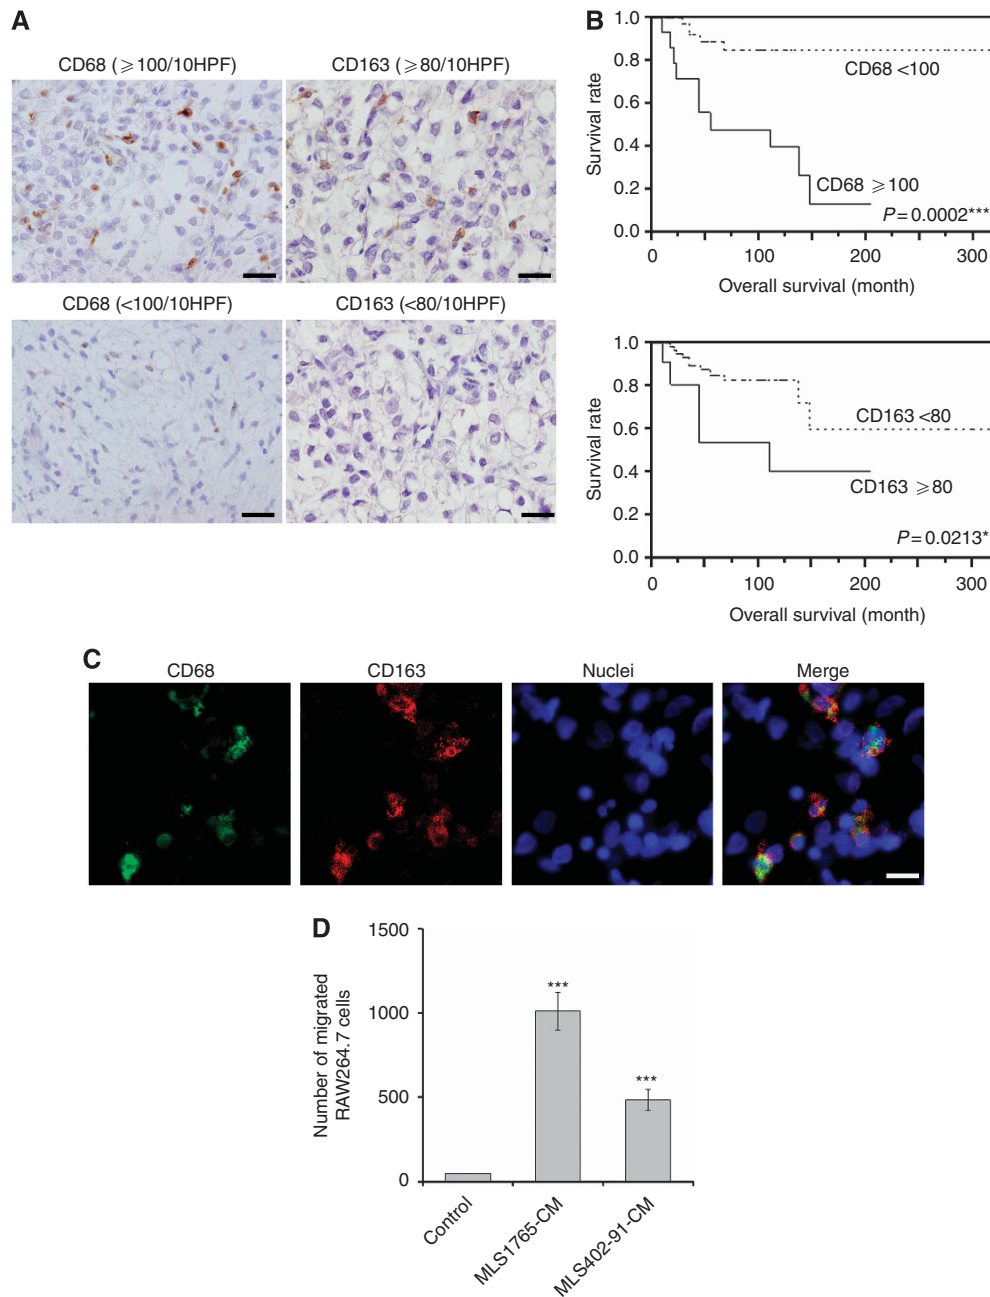 A
CD68 (⩾100/10HPF)
CD163 (⩾80/10HPF)
CD68 (<100/10HPF)
CD163 (<80/10HPF)
B
1.0
0.8
0.6
0.4
0.2
0.0
Survival rate
CD68 <100
CD68 ⩾100
P=0.0002***
0
100
200
300
Overall survival (month)
1.0
0.8
0.6
0.4
0.2
0.0
Survival rate
CD163 <80
CD163 ⩾80
P=0.0213*
0
100
200
300
Overall survival (month)
C
CD68
CD163
Nuclei
Merge
D
1500
1000
500
0
Number of migrated
RAW264.7 cells
***
***
Control
MLS1765-CM
MLS402-91-CM